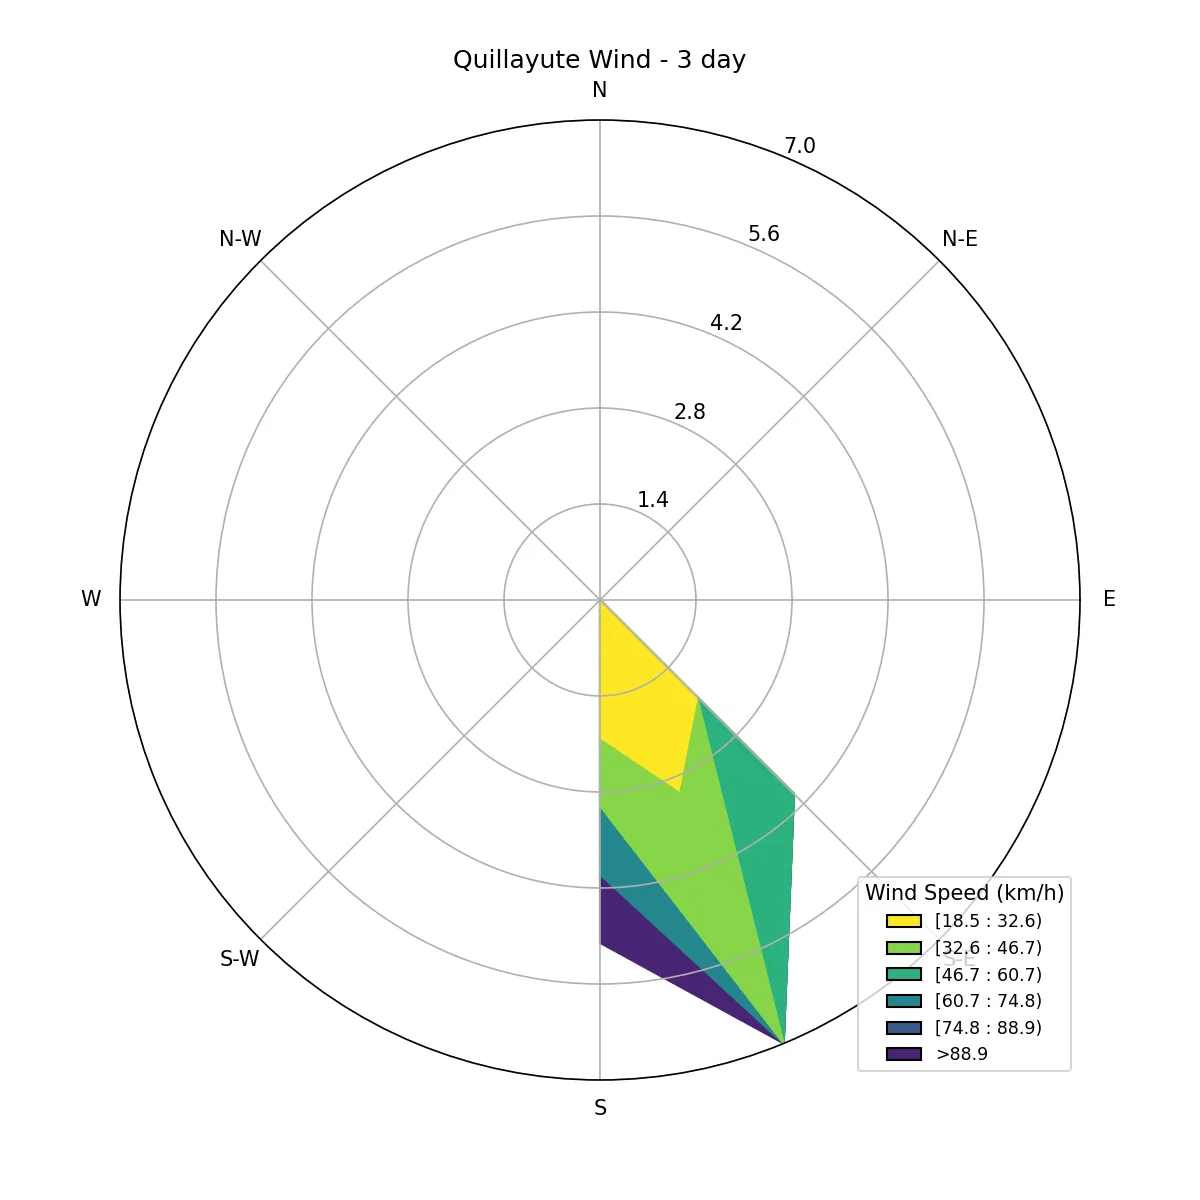 Quillayute Wind - 3 day
N
7.0
N-W
5.6
N-E
4.2
2.8
1.4
W
E
S-W
S-E
S
Wind Speed (km/h)
[18.5 : 32.6)
[32.6 : 46.7)
[46.7 : 60.7)
[60.7 : 74.8)
[74.8 : 88.9)
>88.9